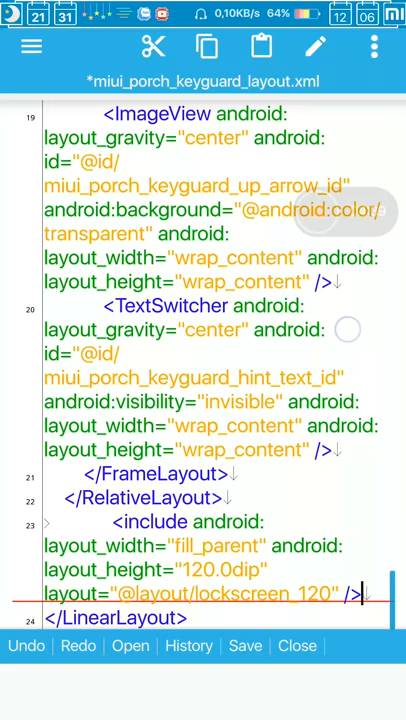 21 31 0,10KB/s 64% 12 06
*miui_porch_keyguard_layout.xml
19 <ImageView android:
layout_gravity="center" android:
id="@id/
miui_porch_keyguard_up_arrow_id"
android:background="@android:color/
transparent" android:
layout_width="wrap_content" android:
layout_height="wrap_content" />↓
20 <TextSwitcher android:
layout_gravity="center" android:
id="@id/
miui_porch_keyguard_hint_text_id"
android:visibility="invisible" android:
layout_width="wrap_content" android:
layout_height="wrap_content" />↓
21 </FrameLayout>↓
22 </RelativeLayout>↓
23 > <include android:
layout_width="fill_parent" android:
layout_height="120.0dip"
layout="@layout/lockscreen_120" />↓
24 </LinearLayout>
Undo Redo Open History Save Close